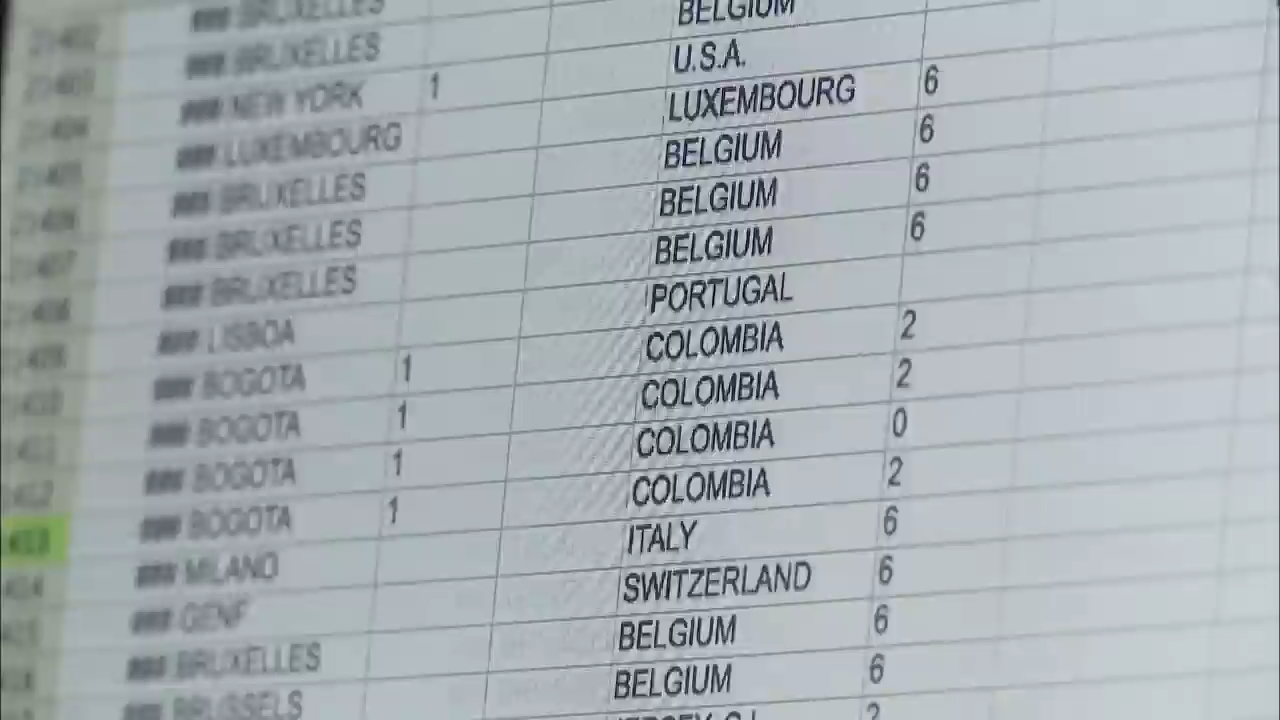 BRUXELLES
BRUXELLES BELGIUM
NEW YORK 1 U.S.A.
LUXEMBOURG LUXEMBOURG 6
BRUXELLES BELGIUM 6
BRUXELLES BELGIUM 6
BRUXELLES BELGIUM 6
LISBOA PORTUGAL
BOGOTA 1 COLOMBIA 2
BOGOTA 1 COLOMBIA 2
BOGOTA 1 COLOMBIA 0
BOGOTA 1 COLOMBIA 2
MILANO ITALY 6
GENF SWITZERLAND 6
BRUXELLES BELGIUM 6
BRUSSELS BELGIUM 6